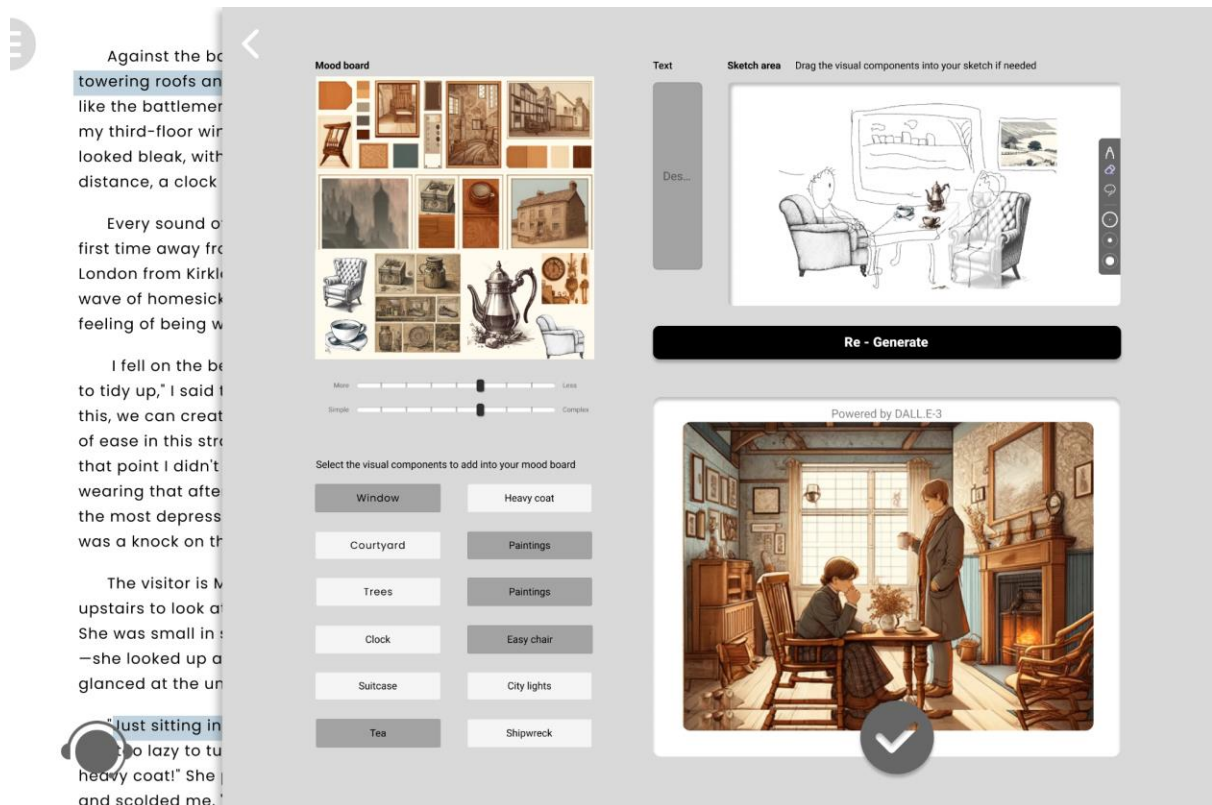 Against the ba
towering roofs an
like the battlemer
my third-floor win
looked bleak, with
distance, a clock
Every sound o
first time away fro
London from Kirkl
wave of homesick
feeling of being w
I fell on the be
to tidy up," I said t
this, we can creat
of ease in this stra
that point I didn't
wearing that afte
the most depress
was a knock on th
The visitor is M
upstairs to look at
She was small in s
—she looked up a
glanced at the un
"Just sitting in
too lazy to tu
heavy coat!" She
and scolded me. "
Mood board
More
Less
Simple
Complex
Select the visual components to add into your mood board
Window
Heavy coat
Courtyard
Paintings
Trees
Paintings
Clock
Easy chair
Suitcase
City lights
Tea
Shipwreck
Text
Sketch area Drag the visual components into your sketch if needed
Des...
Re - Generate
Powered by DALL.E-3